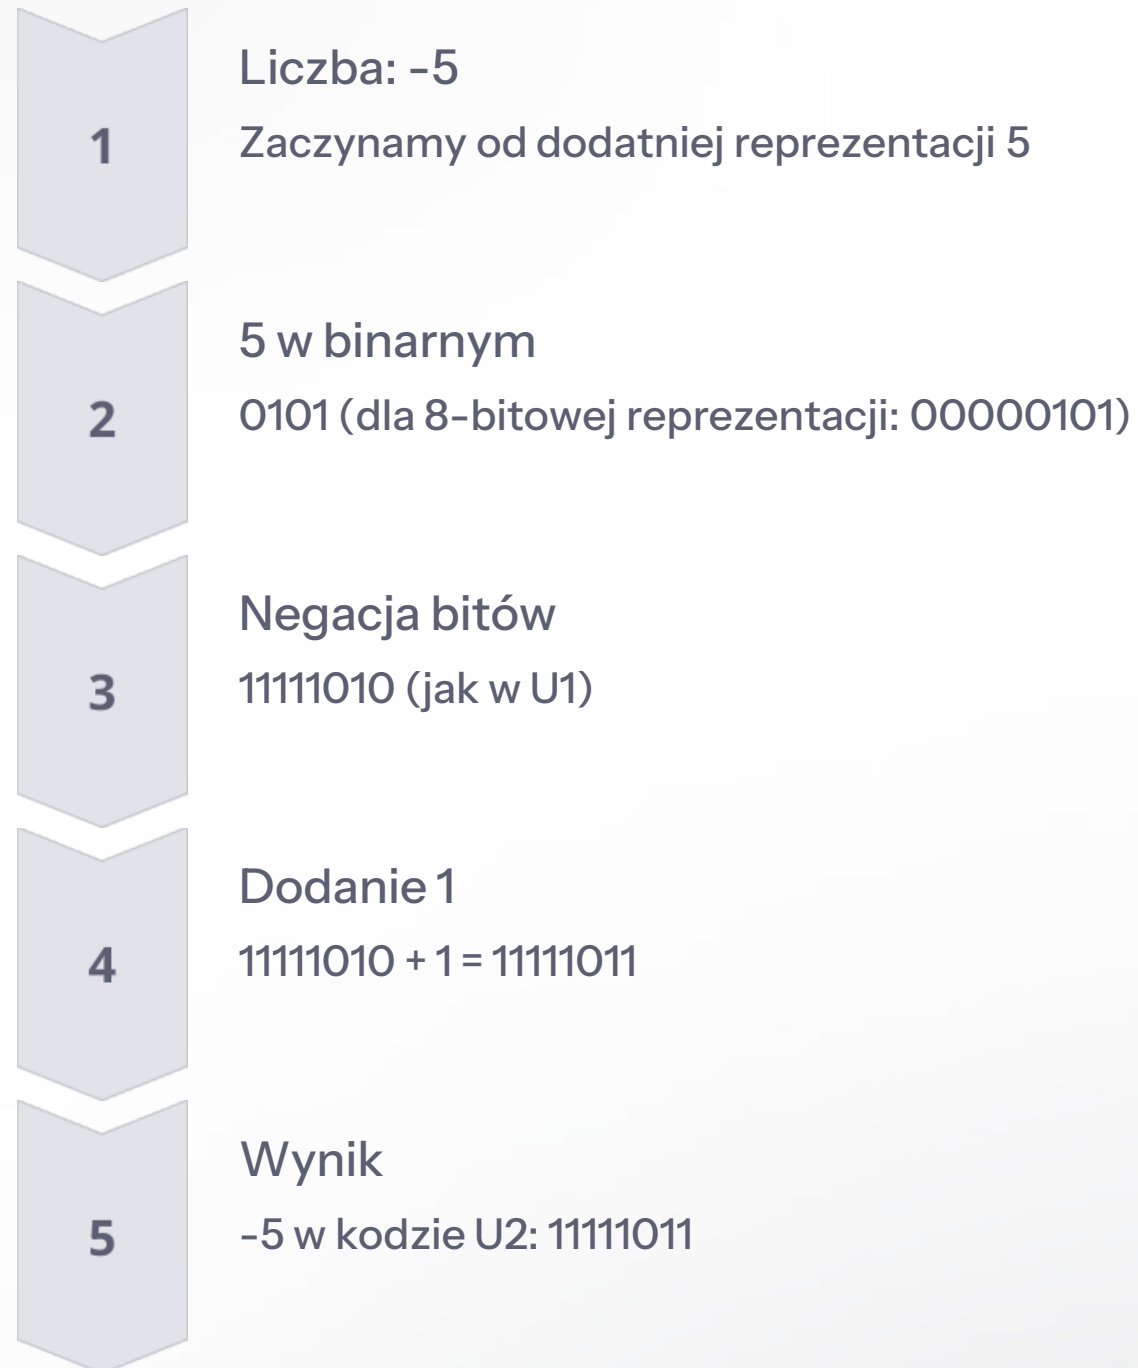 1
Liczba: -5
Zaczynamy od dodatniej reprezentacji 5
2
5 w binarnym
0101 (dla 8-bitowej reprezentacji: 00000101)
3
Negacja bitów
11111010 (jak w U1)
4
Dodanie 1
11111010 + 1 = 11111011
5
Wynik
-5 w kodzie U2: 11111011